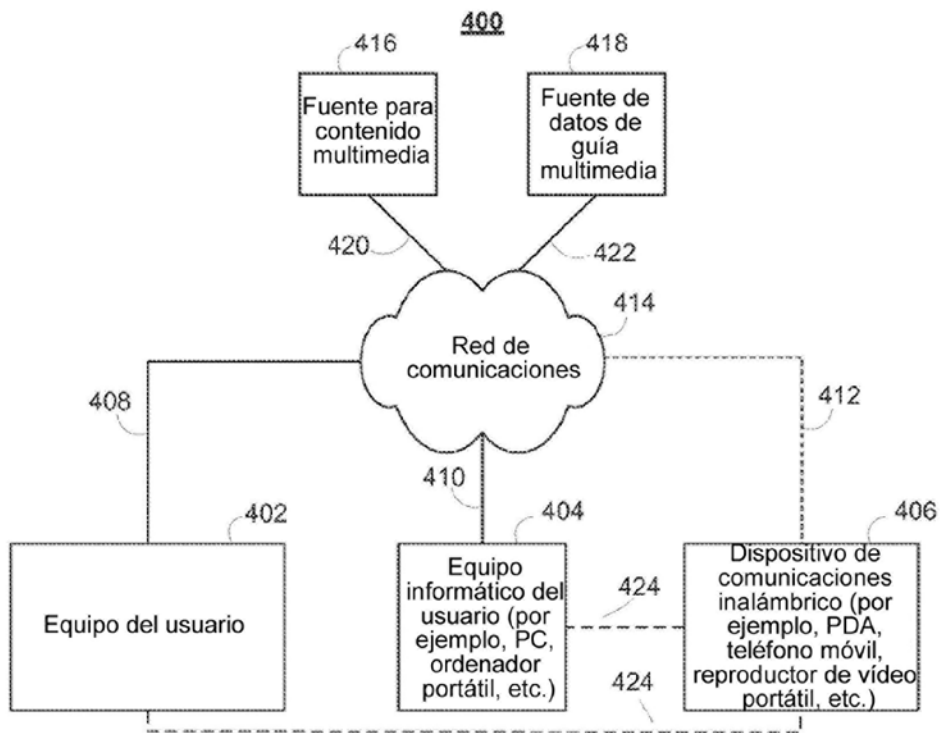 400
416
418
Fuente para
contenido
multimedia
Fuente de
datos de
guía
multimedia
420
422
414
Red de
comunicaciones
408
412
410
402
404
406
Equipo del usuario
Equipo
informático del
usuario (por
ejemplo, PC,
ordenador
portátil, etc.)
424
Dispositivo de
comunicaciones
inalámbrico (por
ejemplo, PDA,
teléfono móvil,
reproductor de vídeo
portátil, etc.)
424